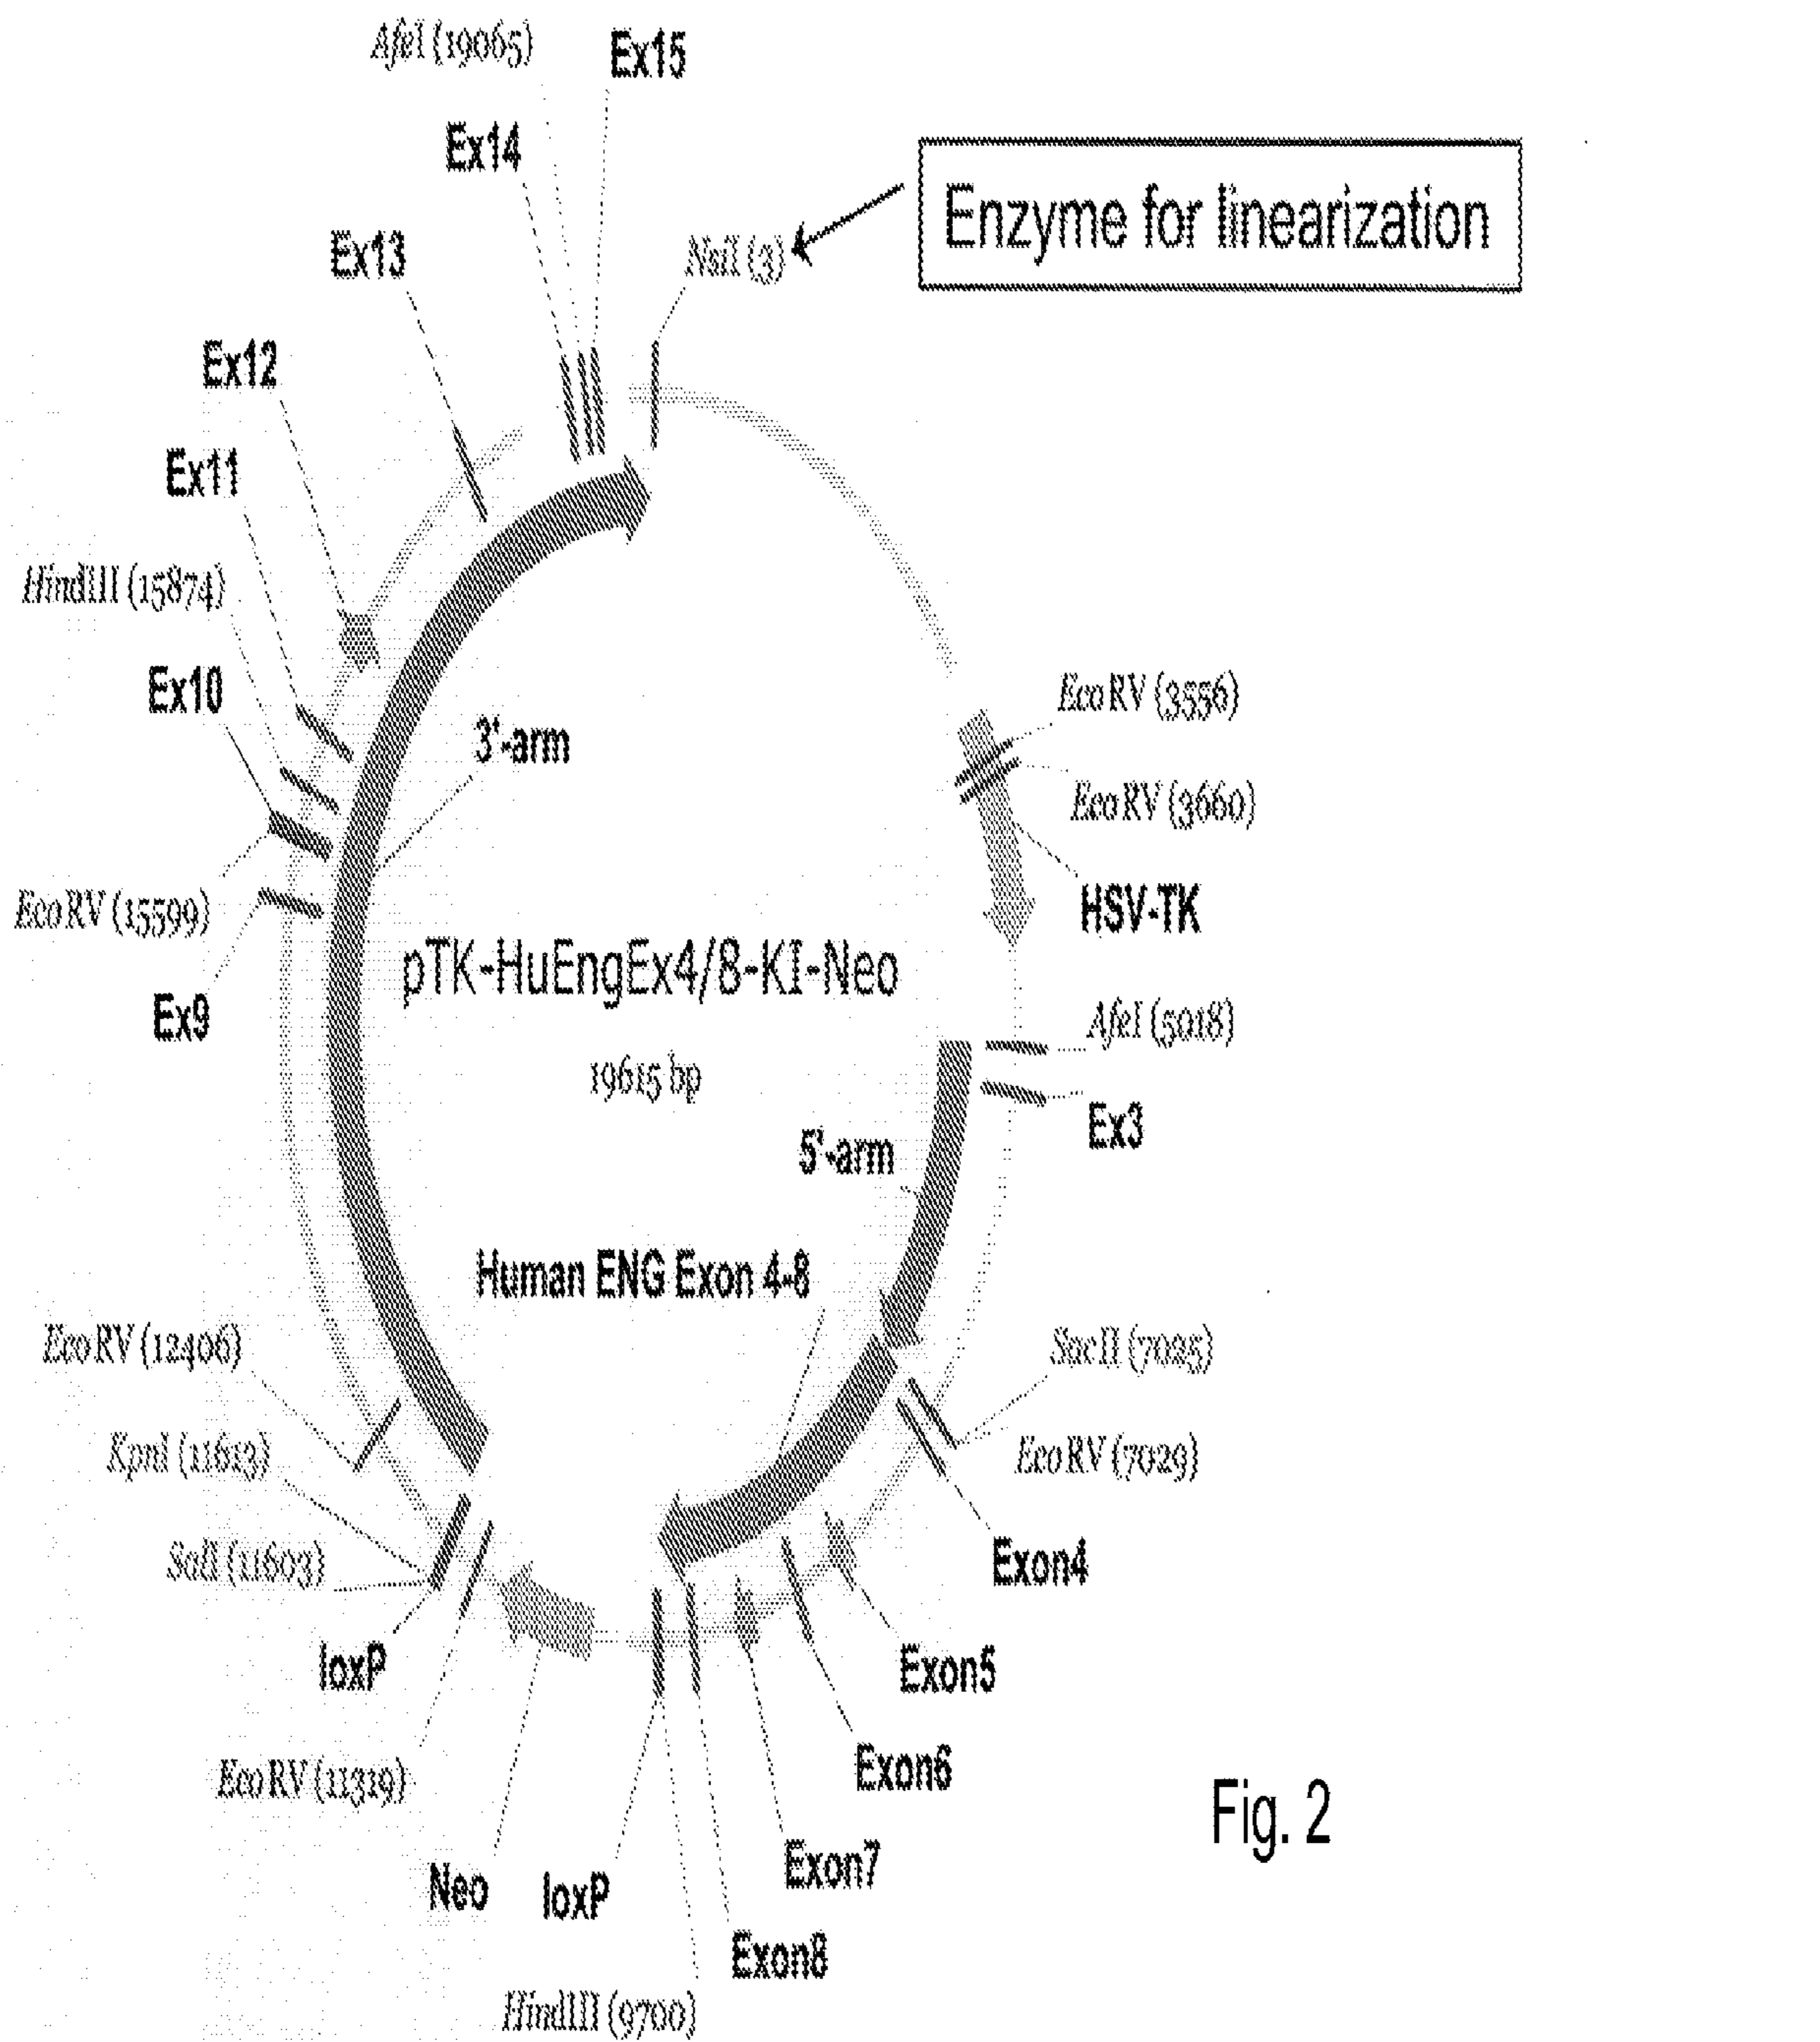 AfeI (19065)
Ex15
Ex14
Enzyme for linearization
Ex13
NsiI (3)
Ex12
Ex11
HindIII (15874)
Ex10
EcoRV (3556)
3'-arm
EcoRV (3660)
EcoRV (15599)
HSV-TK
pTK-HuEngEx4/8-KI-Neo
Ex9
AfeI (5018)
19615 bp
Ex3
5'-arm
Human ENG Exon 4-8
EcoRV (12406)
SacII (7025)
KpnI (11613)
EcoRV (7029)
SalI (11603)
Exon4
loxP
Exon5
EcoRV (11319)
Exon6
Fig. 2
Neo
loxP
Exon7
Exon8
HindIII (9700)